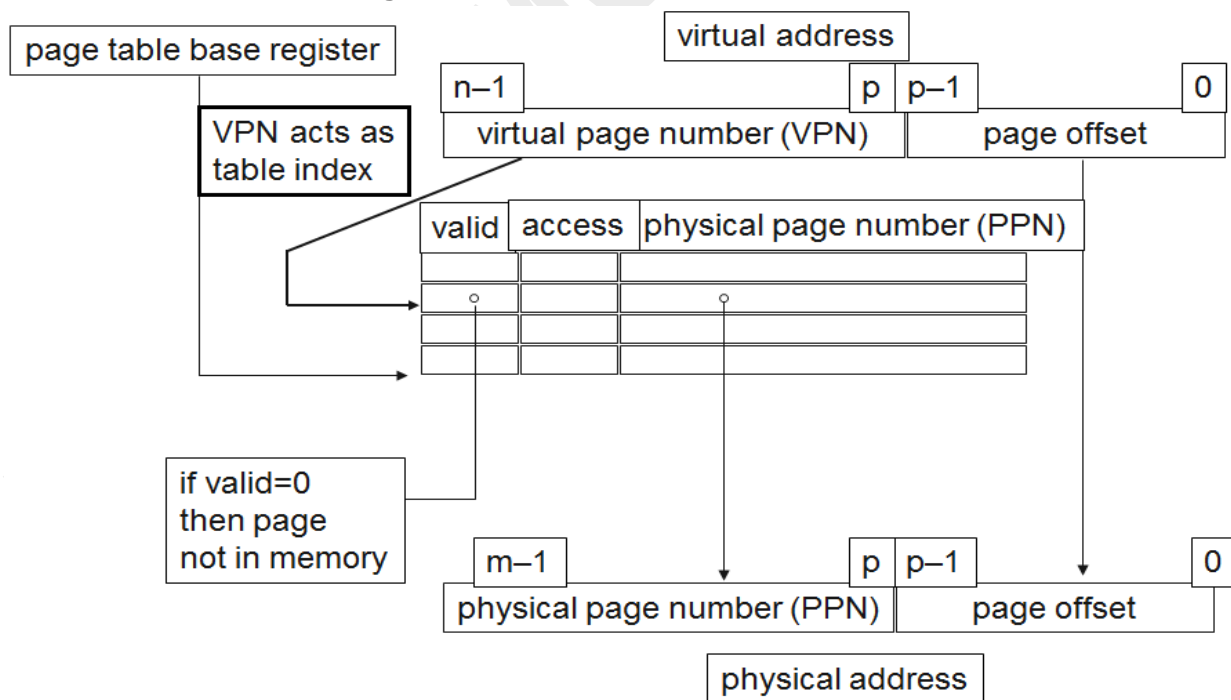 page table base register
virtual address
n–1
p
p–1
0
VPN acts as
table index
virtual page number (VPN)
page offset
valid
access
physical page number (PPN)
if valid=0
then page
not in memory
m–1
p
p–1
0
physical page number (PPN)
page offset
physical address